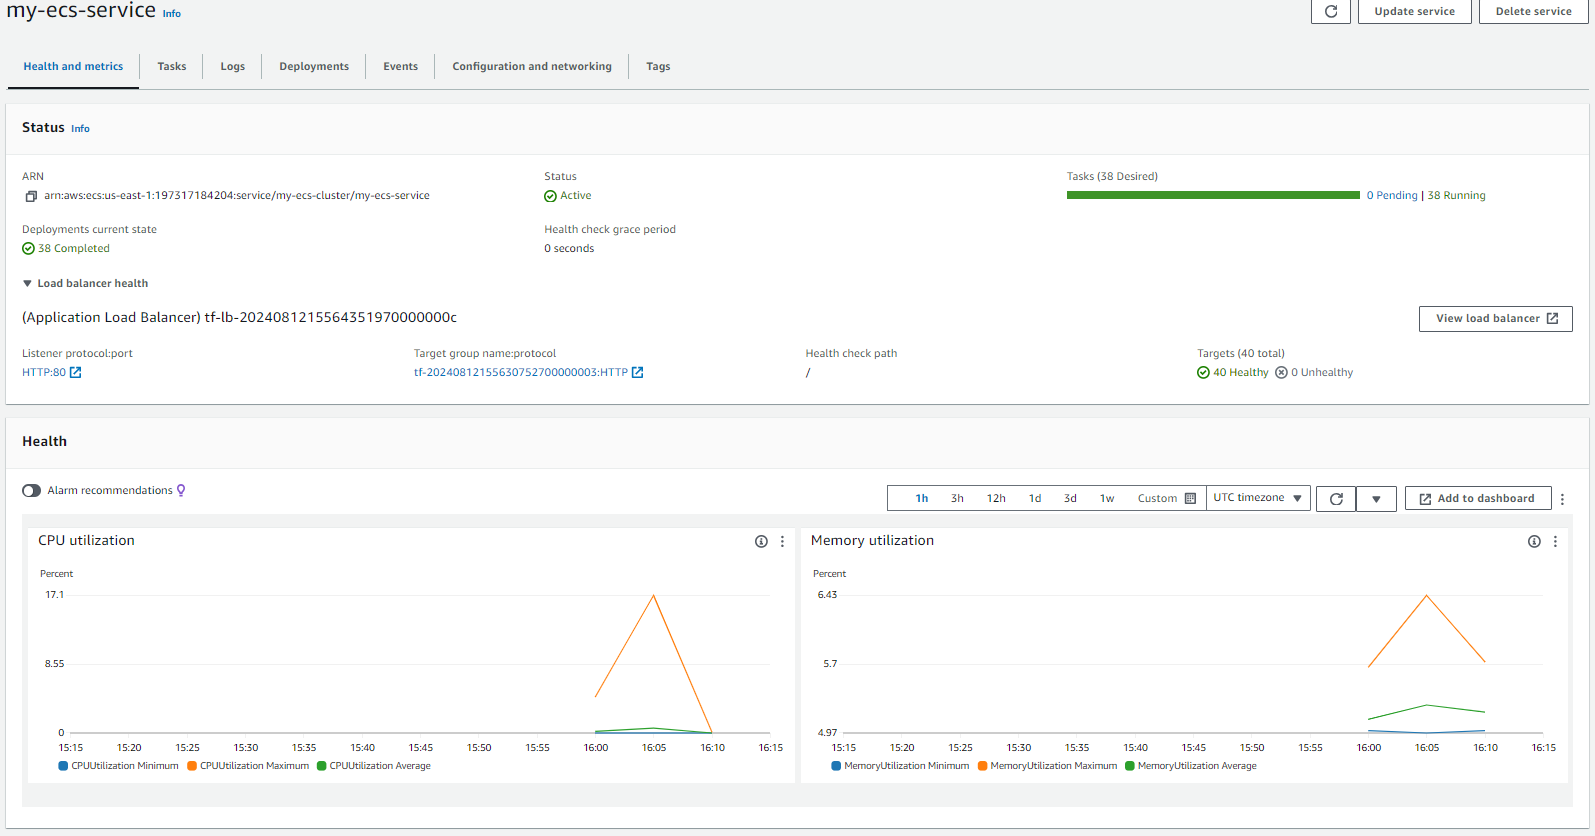 my-ecs-service Info
Update service
Delete service
Health and metrics
Tasks
Logs
Deployments
Events
Configuration and networking
Tags
Status Info
ARN
arn:aws:ecs:us-east-1:197317184204:service/my-ecs-cluster/my-ecs-service
Status
Active
Tasks (38 Desired)
0 Pending | 38 Running
Deployments current state
38 Completed
Health check grace period
0 seconds
Load balancer health
(Application Load Balancer) tf-lb-2024081215564351970000000c
View load balancer
Listener protocol:port
HTTP:80
Target group name:protocol
tf-20240812155630752700000003:HTTP
Health check path
/
Targets (40 total)
40 Healthy 0 Unhealthy
Health
Alarm recommendations
1h 3h 12h 1d 3d 1w Custom
UTC timezone
Add to dashboard
CPU utilization
Percent
17.1
8.55
0
15:15 15:20 15:25 15:30 15:35 15:40 15:45 15:50 15:55 16:00 16:05 16:10 16:15
CPUUtilization Minimum CPUUtilization Maximum CPUUtilization Average
Memory utilization
Percent
6.43
5.7
4.97
15:15 15:20 15:25 15:30 15:35 15:40 15:45 15:50 15:55 16:00 16:05 16:10 16:15
MemoryUtilization Minimum MemoryUtilization Maximum MemoryUtilization Average